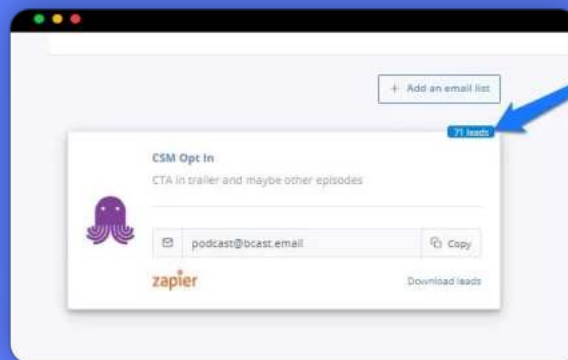 + Add an email list
71 leads
CSM Opt In
CTA in trailer and maybe other episodes
podcast@bcast.email
Copy
zapier
Download leads